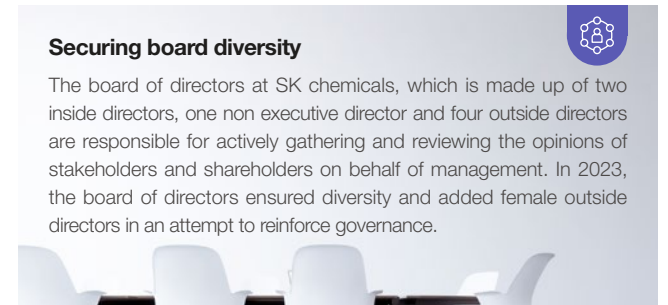 Securing board diversity
The board of directors at SK chemicals, which is made up of two
inside directors, one non executive director and four outside directors
are responsible for actively gathering and reviewing the opinions of
stakeholders and shareholders on behalf of management. In 2023,
the board of directors ensured diversity and added female outside
directors in an attempt to reinforce governance.